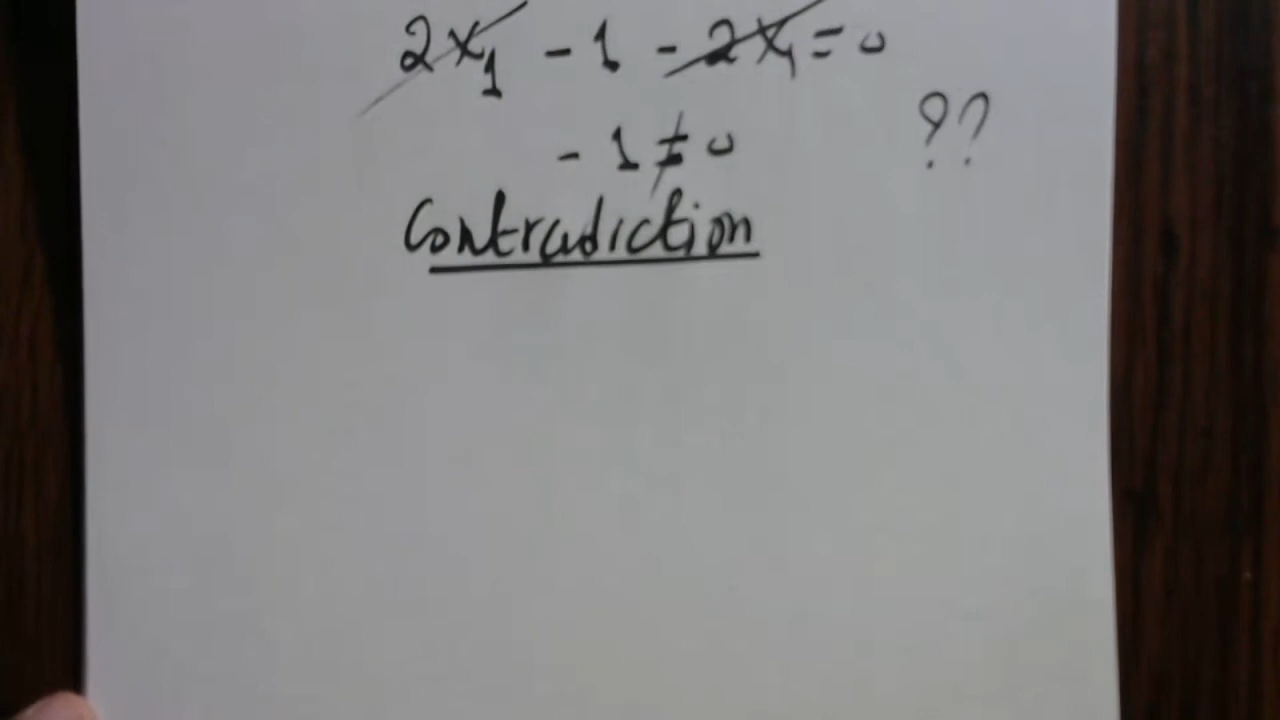 2x₁ - 1 - 2x₁ = 0
- 1 ≠ 0 ??
Contradiction